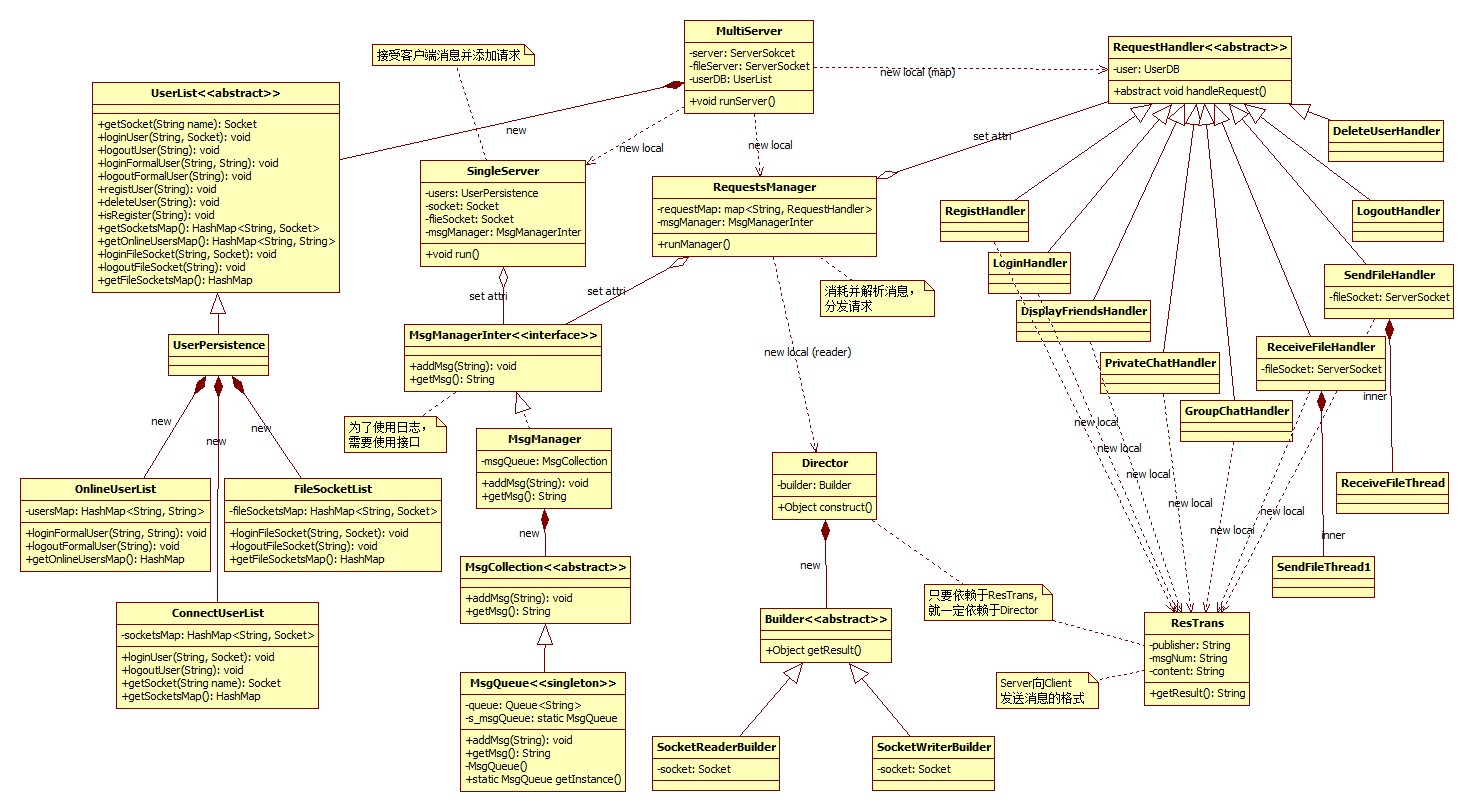 MultiServer
-server: ServerSokcet
-fileServer: ServerSocket
-userDB: UserList
+void runServer()
接受客户端消息并添加请求
RequestHandler<<abstract>>
-user: UserDB
+abstract void handleRequest()
new local (map)
UserList<<abstract>>
+getSocket(String name): Socket
+loginUser(String, Socket): void
+logoutUser(String): void
+loginFormalUser(String, String): void
+logoutFormalUser(String): void
+registUser(String): void
+deleteUser(String): void
+isRegister(String): void
+getSocketsMap(): HashMap<String, Socket>
+getOnlineUsersMap(): HashMap<String, String>
+loginFileSocket(String, Socket): void
+logoutFileSocket(String): void
+getFileSocketsMap(): HashMap
new
new local
new local
set attri
DeleteUserHandler
SingleServer
-users: UserPersistence
-socket: Socket
-flieSocket: Socket
-msgManager: MsgManagerInter
+void run()
RequestsManager
-requestMap: map<String, RequestHandler>
-msgManager: MsgManagerInter
+runManager()
RegistHandler
LogoutHandler
LoginHandler
SendFileHandler
-fileSocket: ServerSocket
set attri
set attri
消耗并解析消息，
分发请求
DisplayFriendsHandler
MsgManagerInter<<interface>>
+addMsg(String): void
+getMsg(): String
UserPersistence
new local (reader)
PrivateChatHandler
ReceiveFileHandler
-fileSocket: ServerSocket
inner
GroupChatHandler
为了使用日志，
需要使用接口
new
new
new
MsgManager
-msgQueue: MsgCollection
+addMsg(String): void
+getMsg(): String
Director
-builder: Builder
+Object construct()
new local
new local
new local
new local
new local
new local
ReceiveFileThread
OnlineUserList
-usersMap: HashMap<String, String>
+loginFormalUser(String, String): void
+logoutFormalUser(String): void
+getOnlineUsersMap(): HashMap
FileSocketList
-fileSocketsMap: HashMap<String, Socket>
+loginFileSocket(String, Socket): void
+logoutFileSocket(String): void
+getFileSocketsMap(): HashMap
new
new
inner
SendFileThread1
MsgCollection<<abstract>>
+addMsg(String): void
+getMsg(): String
只要依赖于ResTrans,
就一定依赖于Director
ConnectUserList
-socketsMap: HashMap<String, Socket>
+loginUser(String, Socket): void
+logoutUser(String): void
+getSocket(String name): Socket
+getSocketsMap(): HashMap
Builder<<abstract>>
+Object getResult()
ResTrans
-publisher: String
-msgNum: String
-content: String
+getResult(): String
Server向Client
发送消息的格式
MsgQueue<<singleton>>
-queue: Queue<String>
-s_msgQueue: static MsgQueue
+addMsg(String): void
+getMsg(): String
-MsgQueue()
+static MsgQueue getInstance()
SocketReaderBuilder
-socket: Socket
SocketWriterBuilder
-socket: Socket